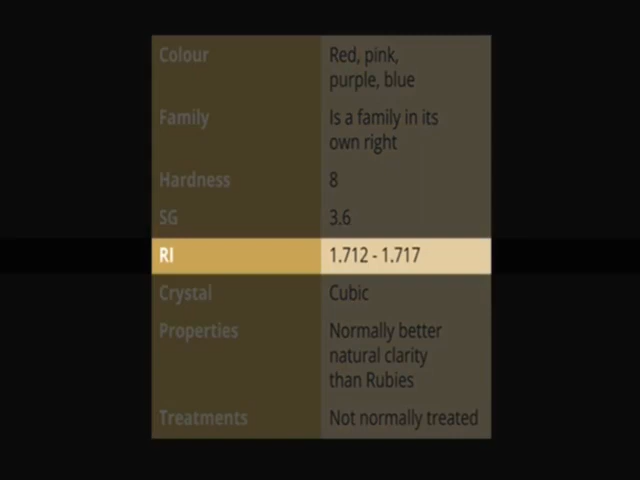 Colour Red, pink,
purple, blue
Family Is a family in its
own right
Hardness 8
SG 3.6
RI 1.712 - 1.717
Crystal Cubic
Properties Normally better
natural clarity
than Rubies
Treatments Not normally treated